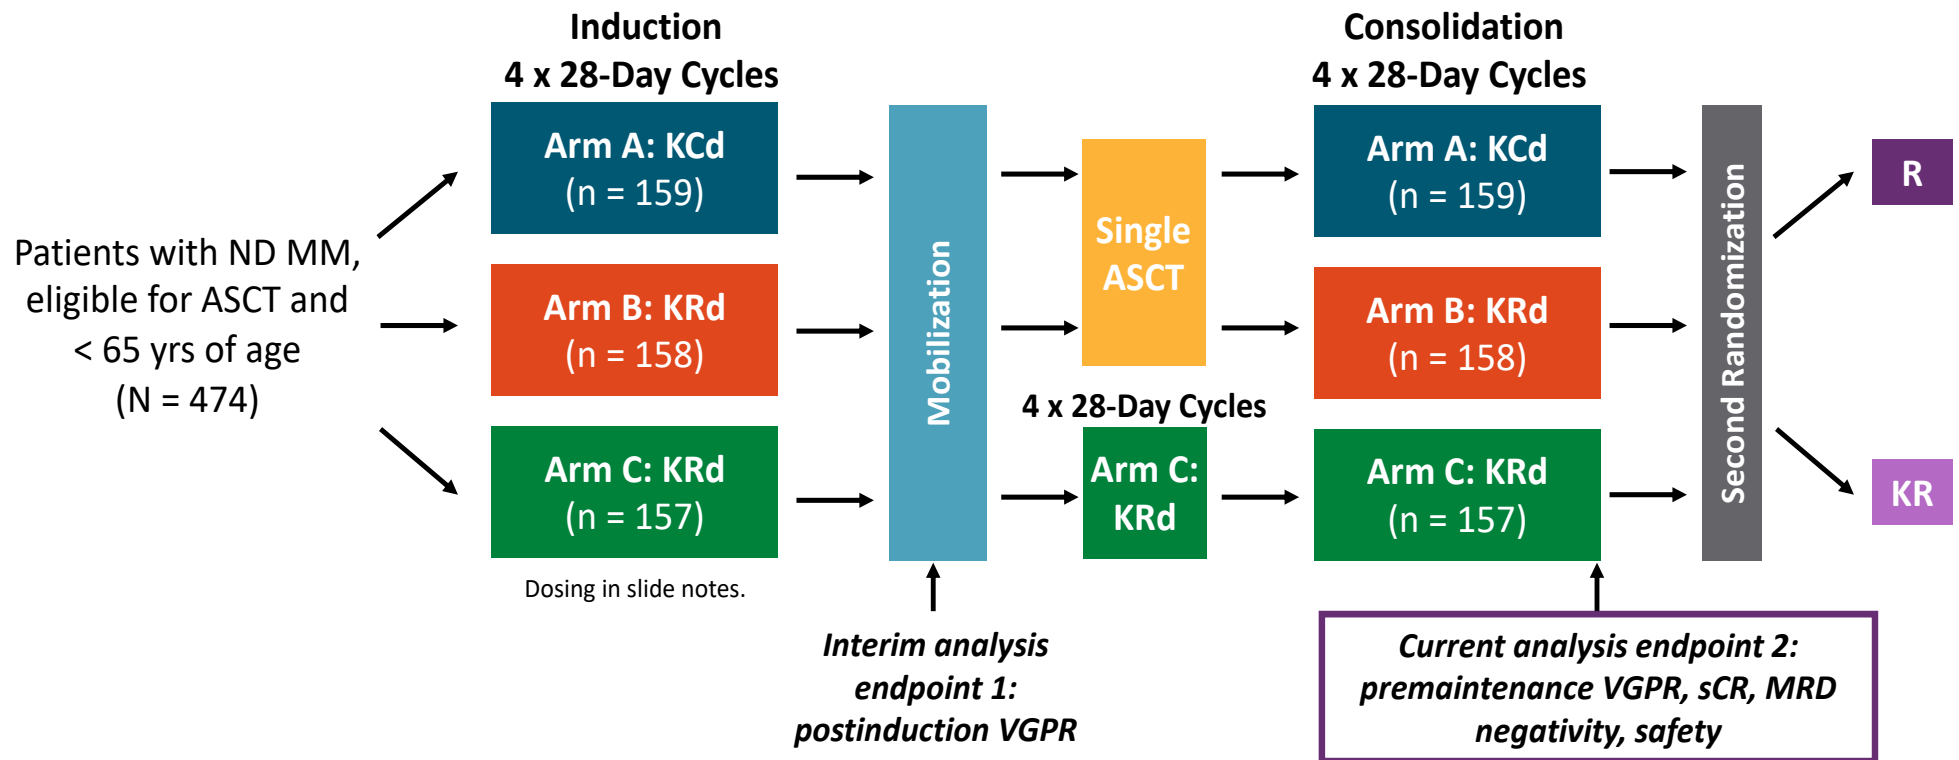 Induction
4 x 28-Day Cycles
Consolidation
4 x 28-Day Cycles
Patients with ND MM,
eligible for ASCT and
< 65 yrs of age
(N = 474)
Arm A: KCd
(n = 159)
Arm B: KRd
(n = 158)
Arm C: KRd
(n = 157)
Dosing in slide notes.
Mobilization
Single
ASCT
4 x 28-Day Cycles
Arm C:
KRd
Arm A: KCd
(n = 159)
Arm B: KRd
(n = 158)
Arm C: KRd
(n = 157)
Second Randomization
R
KR
Interim analysis
endpoint 1:
postinduction VGPR
Current analysis endpoint 2:
premaintenance VGPR, sCR, MRD
negativity, safety